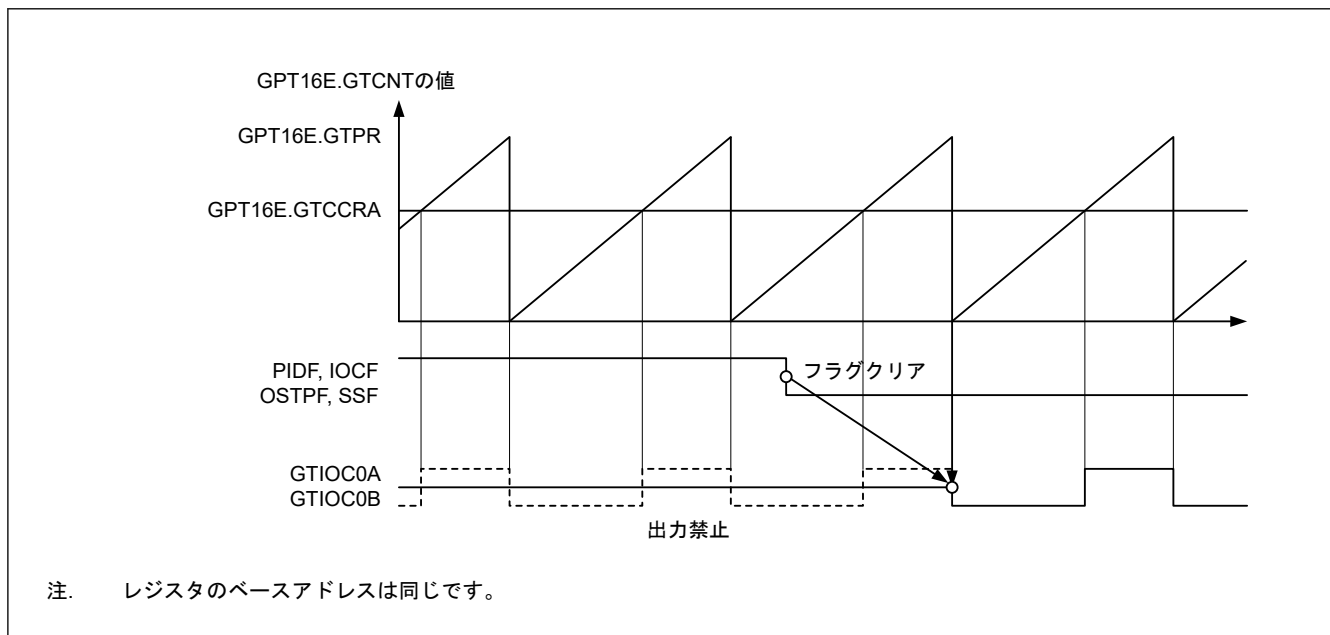 GPT16E.GTCNTの値
GPT16E.GTPR
GPT16E.GTCCRA
PIDF, IOCF
OSTPF, SSF
フラグクリア
GTIOC0A
GTIOC0B
出力禁止
注. レジスタのベースアドレスは同じです。